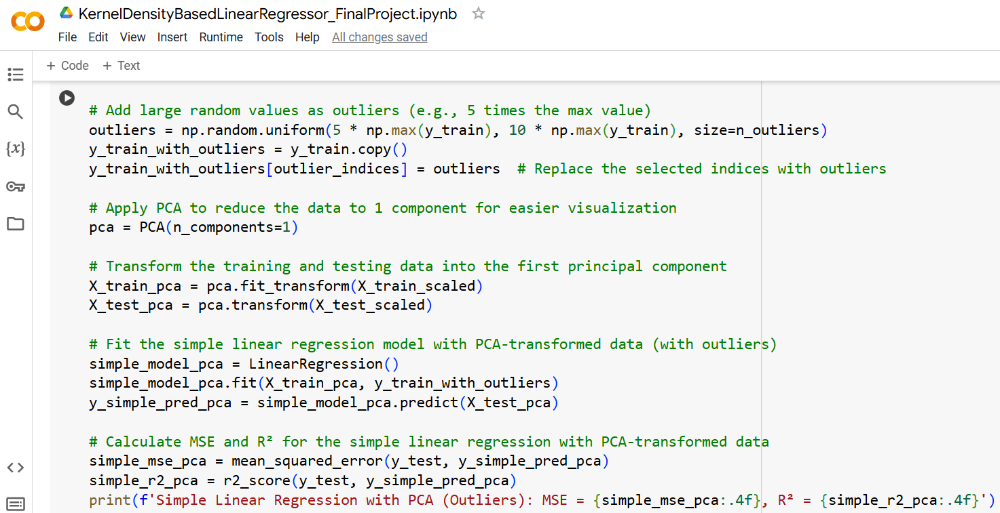 KernelDensityBasedLinearRegressor_FinalProject.ipynb
File Edit View Insert Runtime Tools Help All changes saved
+ Code + Text
{x}
# Add large random values as outliers (e.g., 5 times the max value)
outliers = np.random.uniform(5 * np.max(y_train), 10 * np.max(y_train), size=n_outliers)
y_train_with_outliers = y_train.copy()
y_train_with_outliers[outlier_indices] = outliers  # Replace the selected indices with outliers
# Apply PCA to reduce the data to 1 component for easier visualization
pca = PCA(n_components=1)
# Transform the training and testing data into the first principal component
X_train_pca = pca.fit_transform(X_train_scaled)
X_test_pca = pca.transform(X_test_scaled)
# Fit the simple linear regression model with PCA-transformed data (with outliers)
simple_model_pca = LinearRegression()
simple_model_pca.fit(X_train_pca, y_train_with_outliers)
y_simple_pred_pca = simple_model_pca.predict(X_test_pca)
# Calculate MSE and R² for the simple linear regression with PCA-transformed data
simple_mse_pca = mean_squared_error(y_test, y_simple_pred_pca)
simple_r2_pca = r2_score(y_test, y_simple_pred_pca)
print(f'Simple Linear Regression with PCA (Outliers): MSE = {simple_mse_pca:.4f}, R² = {simple_r2_pca:.4f}')